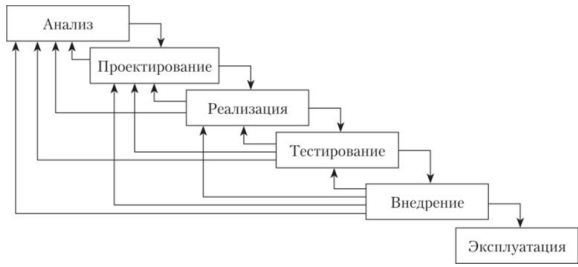 Анализ
Проектирование
Реализация
Тестирование
Внедрение
Эксплуатация